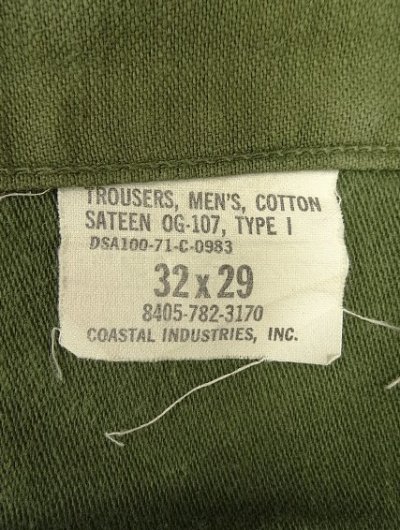 TROUSERS, MEN'S, COTTON
SATEEN OG-107, TYPE I
DSA100-71-C-0983
32 x 29
8405-782-3170
COASTAL INDUSTRIES, INC.